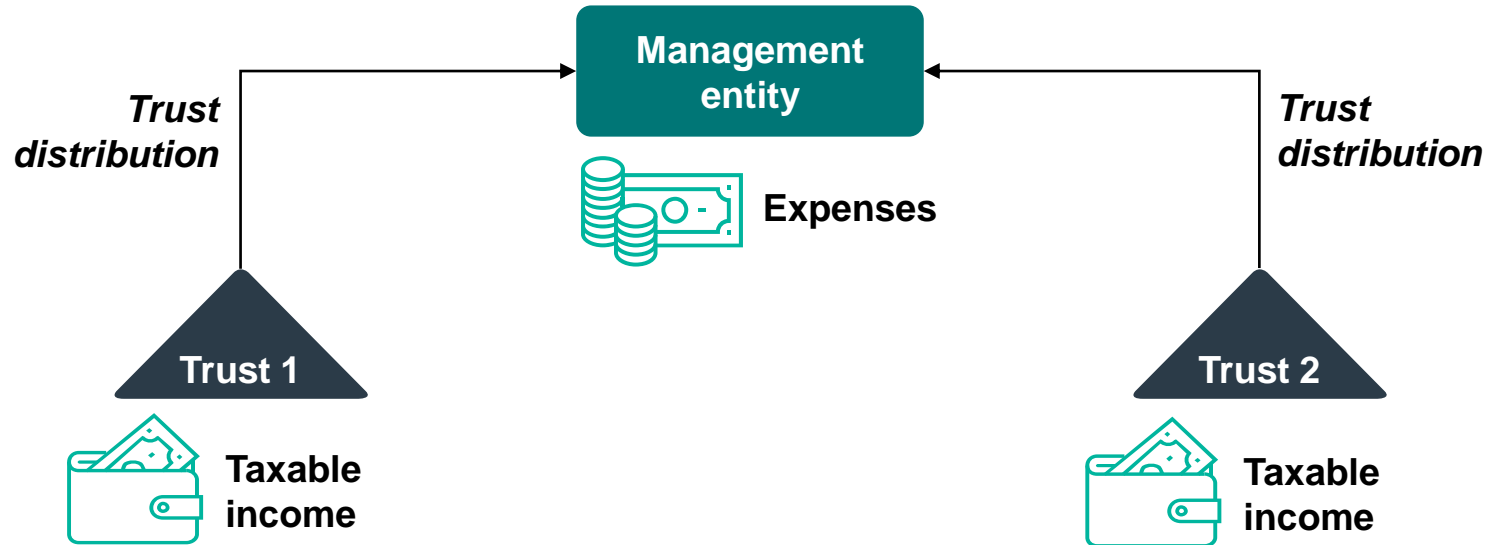 Management
entity
Trust
distribution
Trust
distribution
Expenses
Trust 1
Trust 2
Taxable
income
Taxable
income